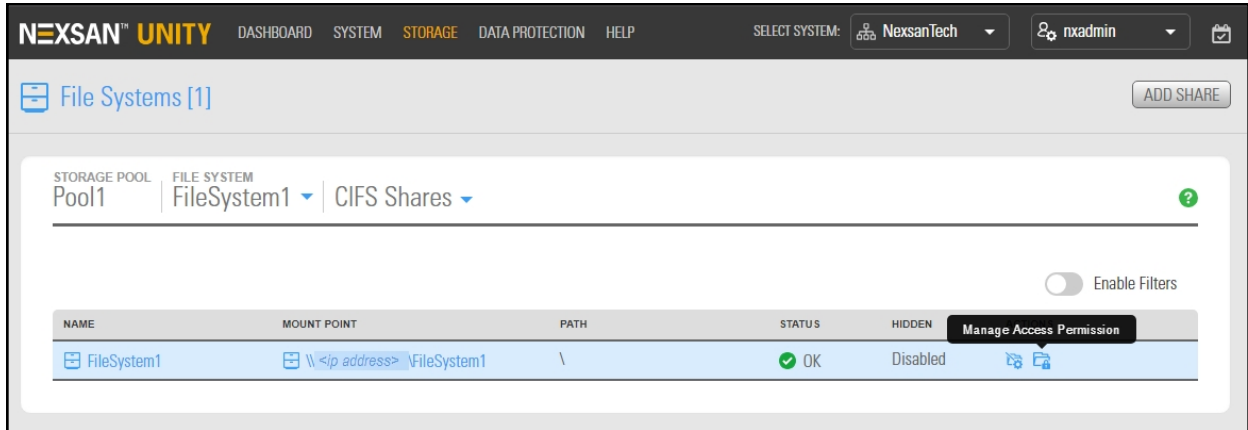 NEXSAN™ UNITY DASHBOARD SYSTEM STORAGE DATA PROTECTION HELP SELECT SYSTEM: NexsanTech nxadmin
File Systems [1] ADD SHARE
STORAGE POOL FILE SYSTEM
Pool1 FileSystem1 CIFS Shares ?
Enable Filters
NAME MOUNT POINT PATH STATUS HIDDEN Manage Access Permission
FileSystem1 \\ <ip address> \FileSystem1 \ OK Disabled